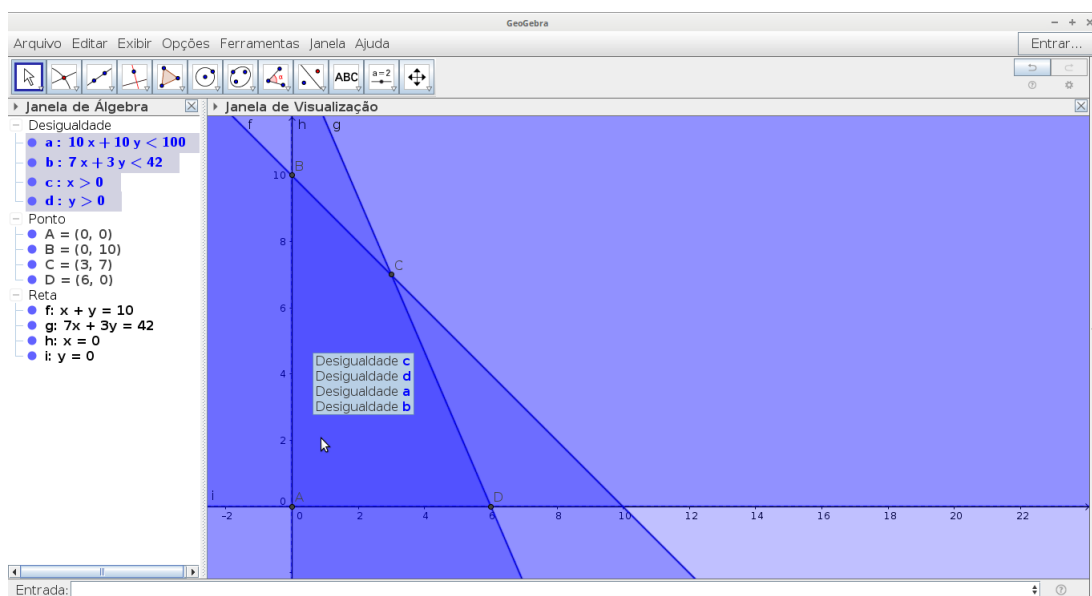 GeoGebra
Arquivo Editar Exibir Opções Ferramentas Janela Ajuda
Entrar...
ABC
a=2
Janela de Álgebra
Janela de Visualização
Desigualdade
a : 10 x + 10 y < 100
b : 7 x + 3 y < 42
c : x > 0
d : y > 0
Ponto
A = (0, 0)
B = (0, 10)
C = (3, 7)
D = (6, 0)
Reta
f: x + y = 10
g: 7x + 3y = 42
h: x = 0
i: y = 0
f h g
10 B
8
C
6
4
2
Desigualdade c
Desigualdade d
Desigualdade a
Desigualdade b
i 0 A D
-2 0 2 4 6 8 10 12 14 16 18 20 22
Entrada: